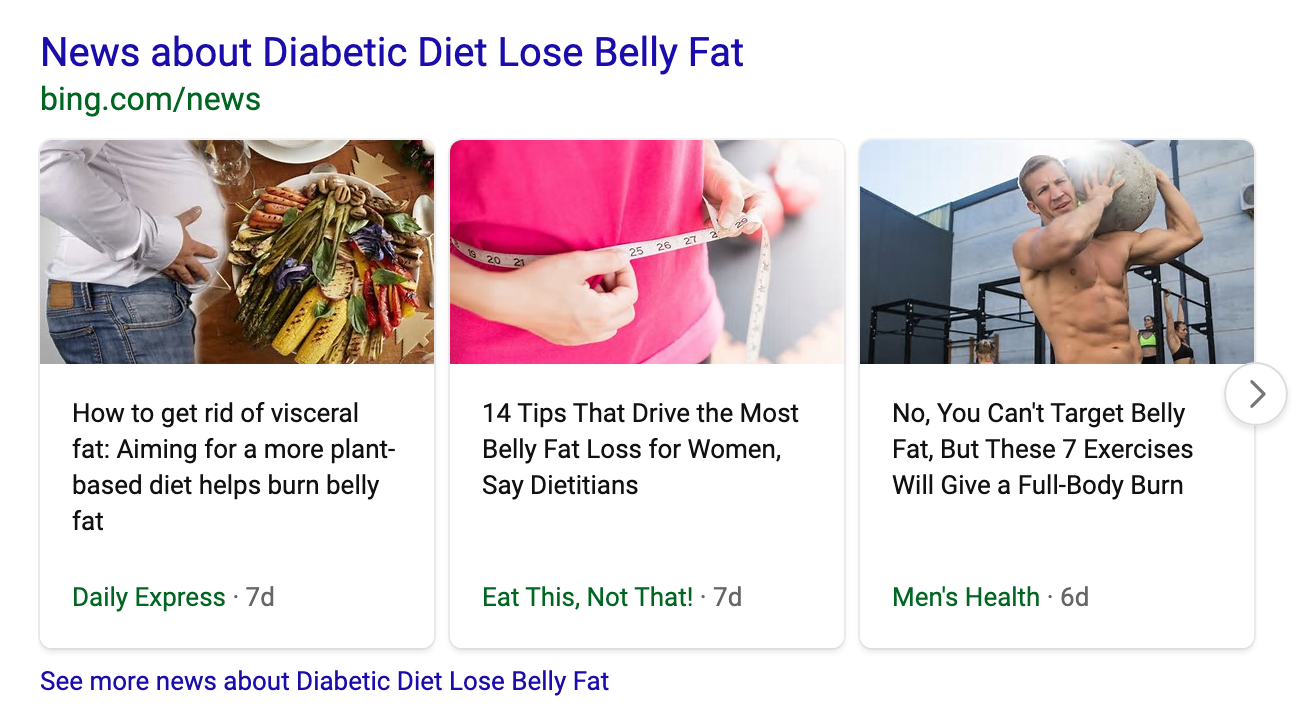 News about Diabetic Diet Lose Belly Fat
bing.com/news
19 20 21 25 26 27 29
How to get rid of visceral
fat: Aiming for a more plant-
based diet helps burn belly
fat
Daily Express · 7d
14 Tips That Drive the Most
Belly Fat Loss for Women,
Say Dietitians
Eat This, Not That! · 7d
No, You Can't Target Belly
Fat, But These 7 Exercises
Will Give a Full-Body Burn
Men's Health · 6d
See more news about Diabetic Diet Lose Belly Fat